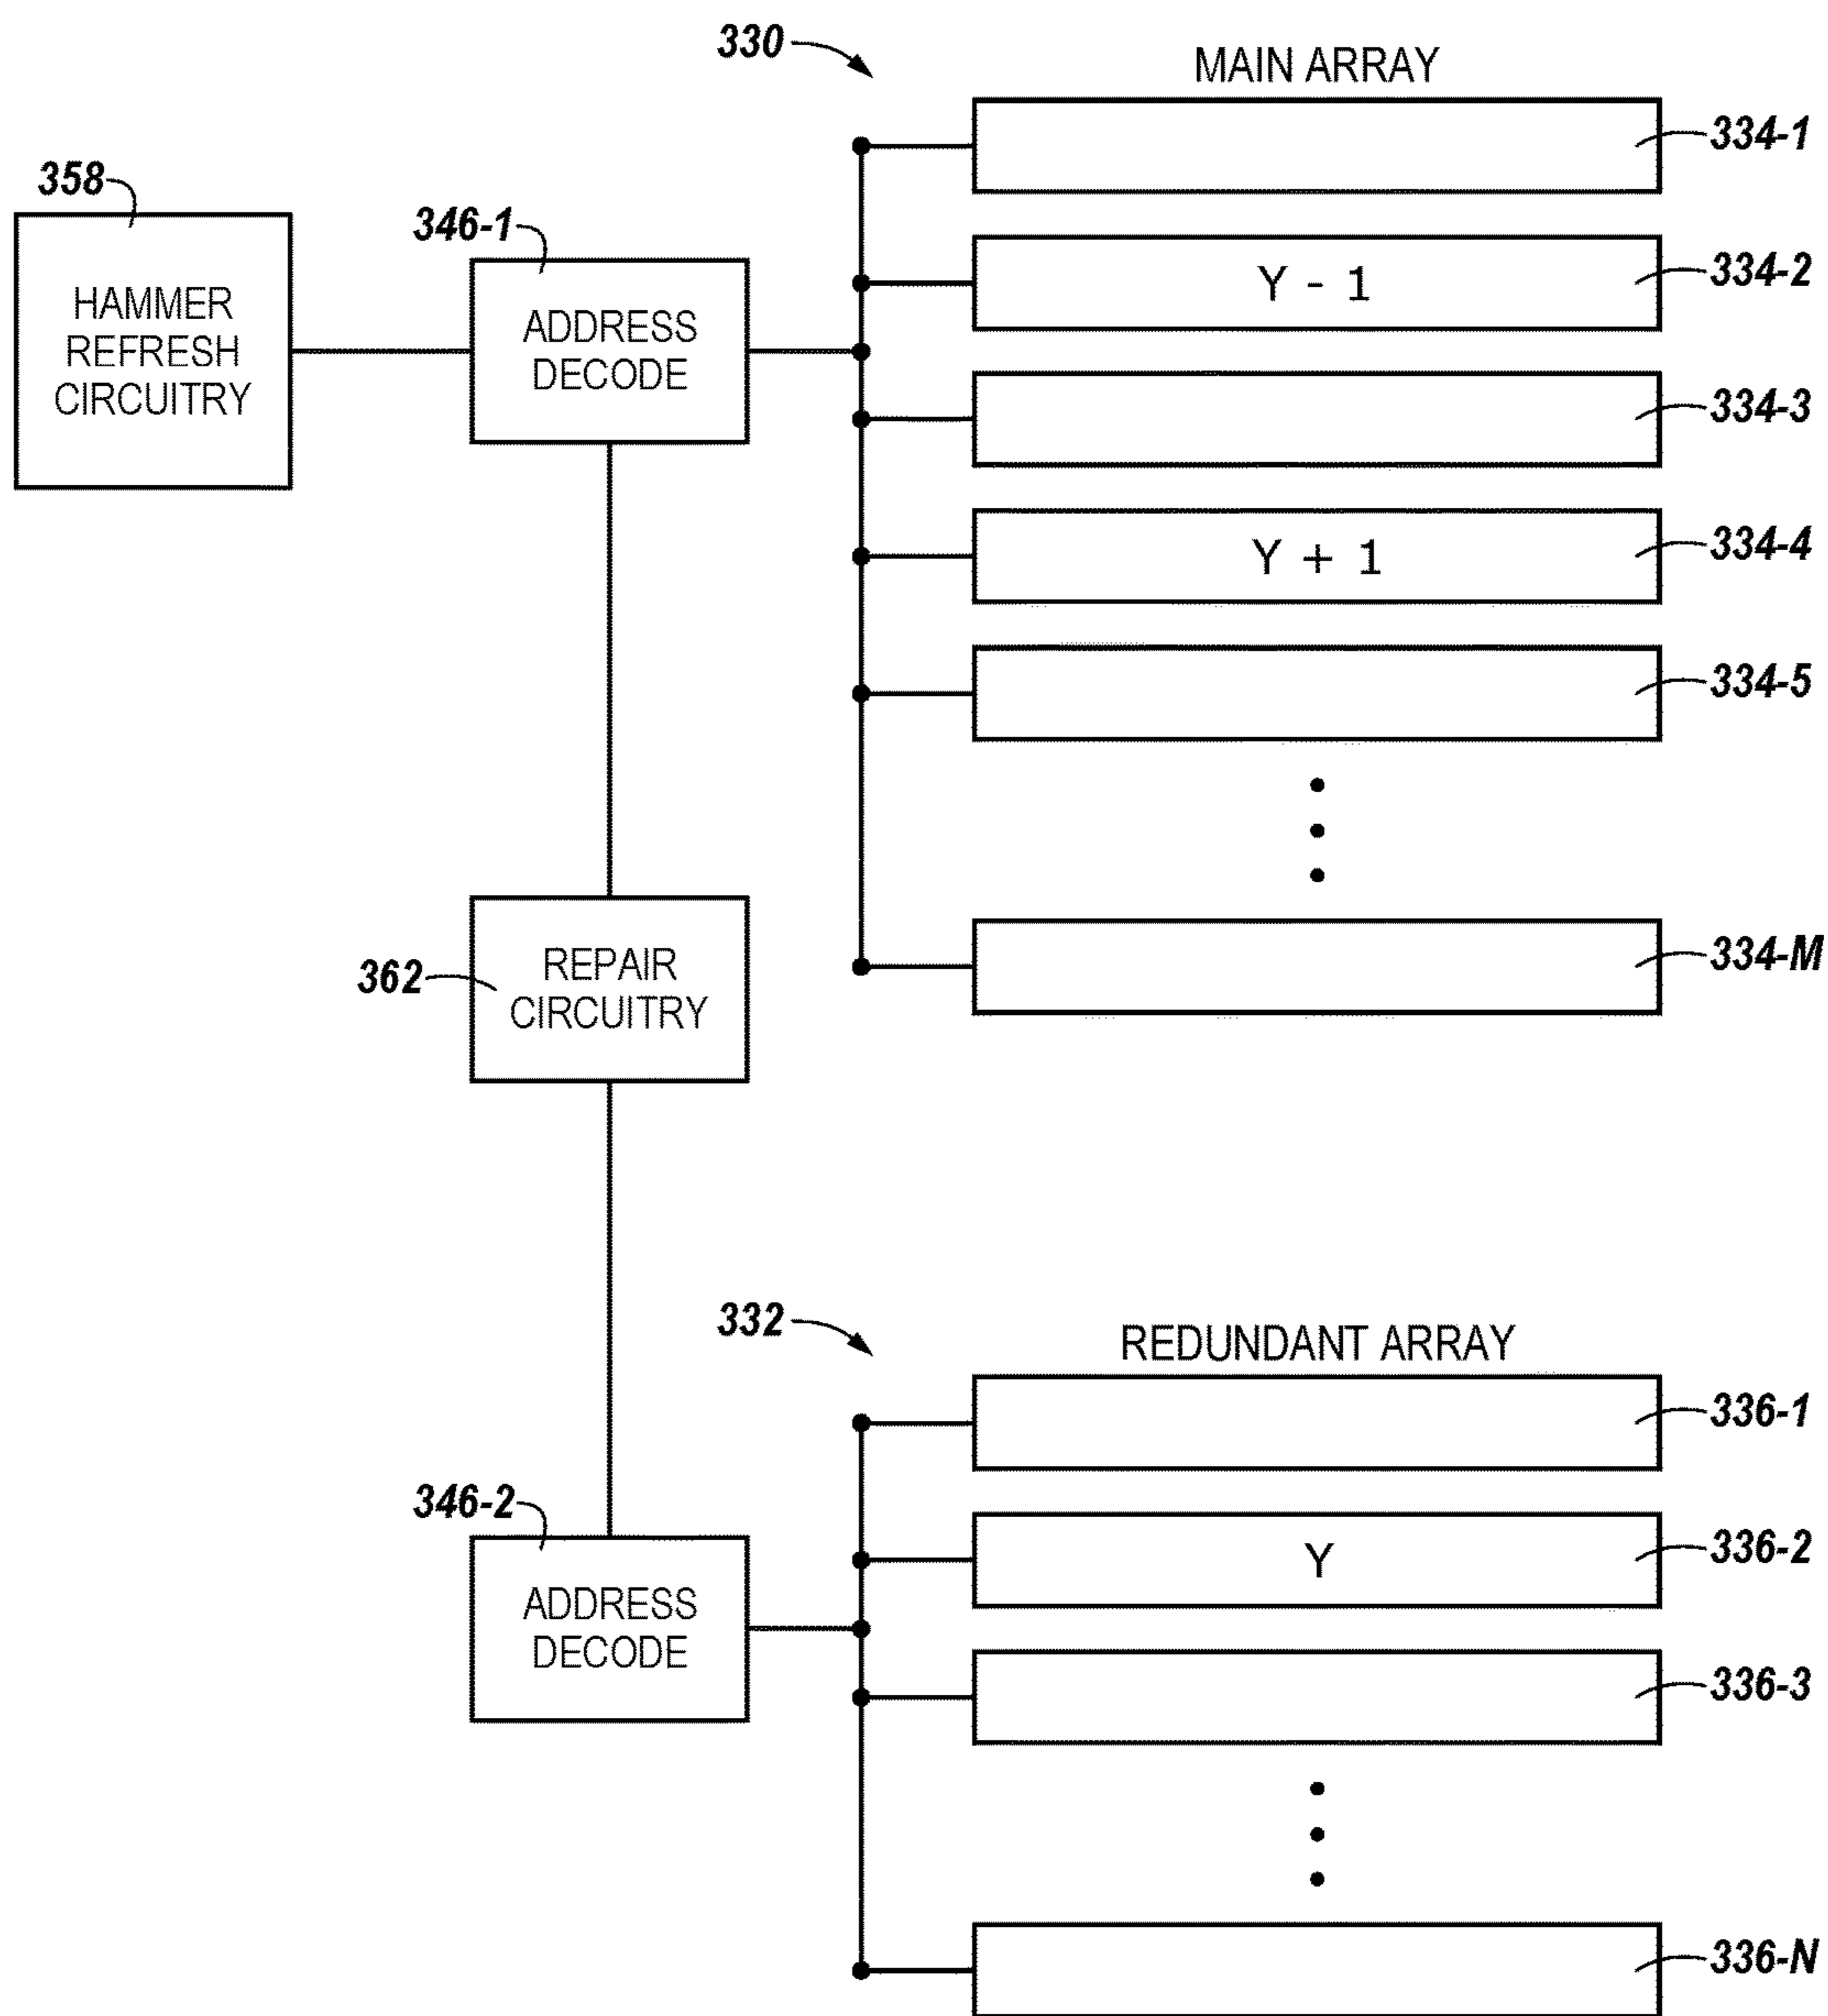 330
MAIN ARRAY
334-1
358
346-1
334-2
Y - 1
HAMMER
REFRESH
CIRCUITRY
ADDRESS
DECODE
334-3
334-4
Y + 1
334-5
362
REPAIR
CIRCUITRY
334-M
332
REDUNDANT ARRAY
336-1
346-2
336-2
Y
ADDRESS
DECODE
336-3
336-N